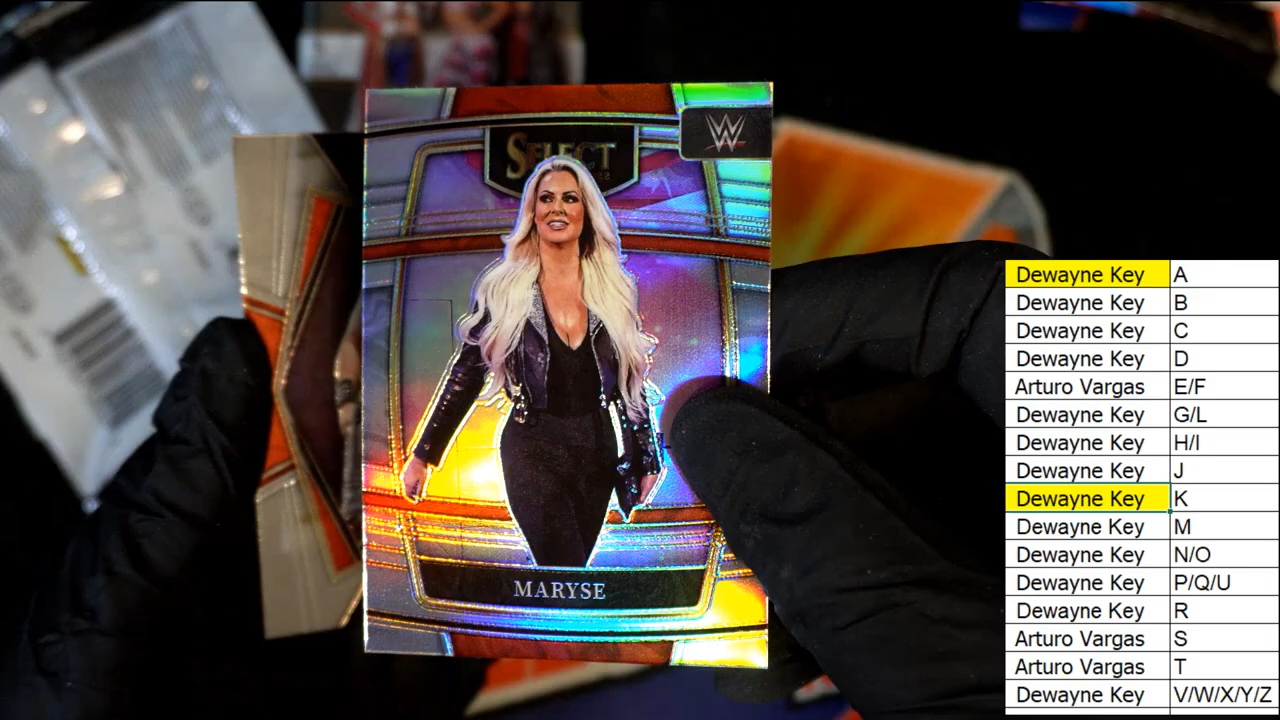 SELECT
W
MARYSE
Dewayne Key A
Dewayne Key B
Dewayne Key C
Dewayne Key D
Arturo Vargas E/F
Dewayne Key G/L
Dewayne Key H/I
Dewayne Key J
Dewayne Key K
Dewayne Key M
Dewayne Key N/O
Dewayne Key P/Q/U
Dewayne Key R
Arturo Vargas S
Arturo Vargas T
Dewayne Key V/W/X/Y/Z